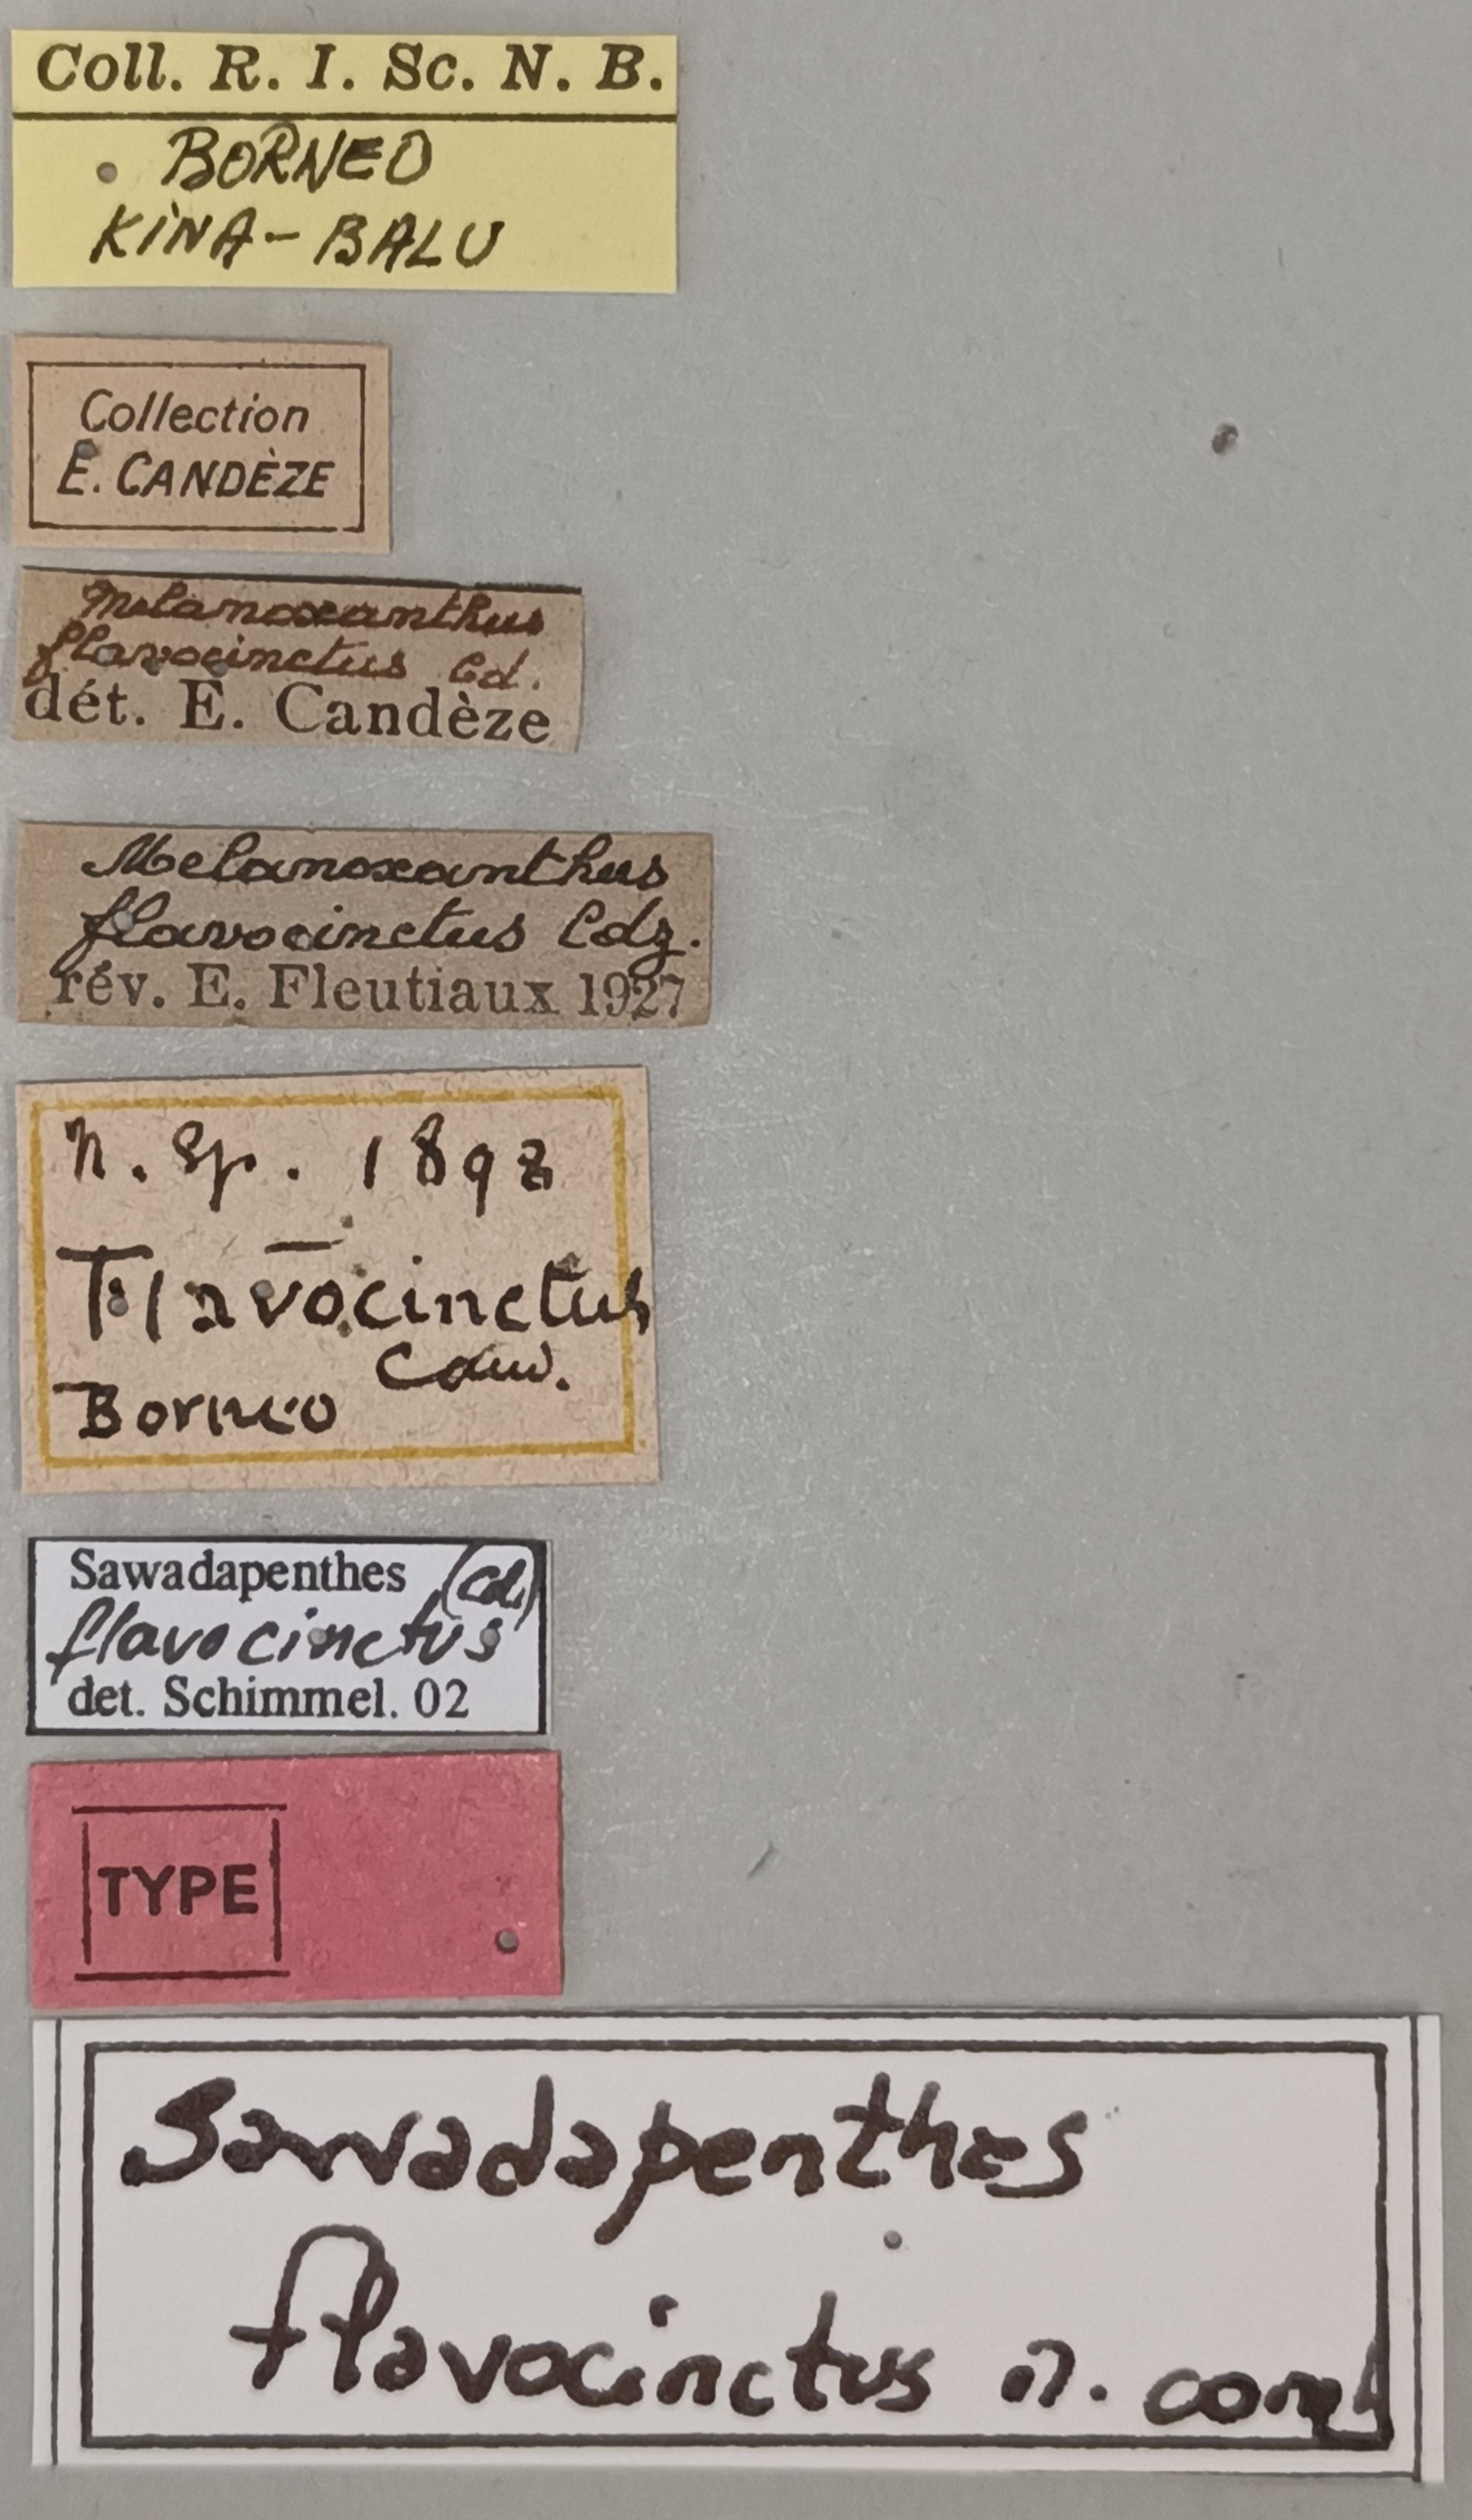 Coll. R. I. Sc. N. B.
BORNEO
KINA-BALU
Collection
E. CANDÈZE
Melanoxanthus
flavocinctus Cd.
dét. E. Candèze
Melanoxanthus
flavocinctus Cdz.
rév. E. Fleutiaux 1927
n. sp. 1892
Flavocinctus
Cand.
Borneo
Sawadapenthes (Cd.)
flavocinctus
det. Schimmel. 02
TYPE
Sawadapenthes
flavocinctus n. comb